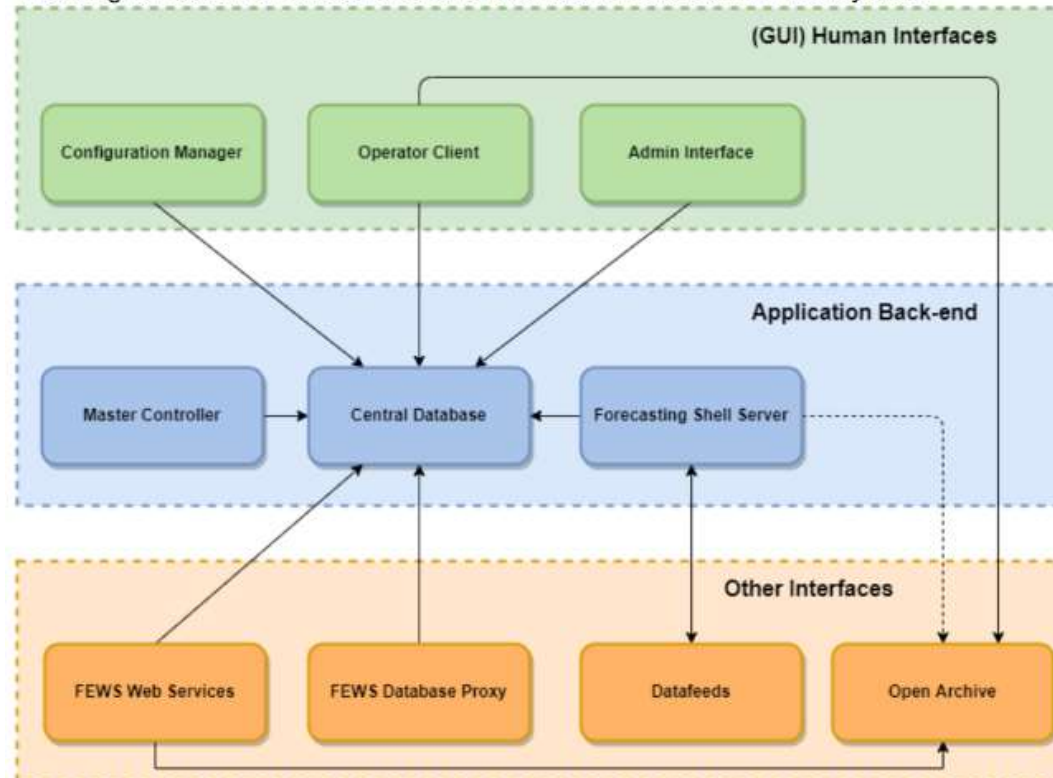 (GUI) Human Interfaces
Configuration Manager
Operator Client
Admin Interface
Application Back-end
Master Controller
Central Database
Forecasting Shell Server
Other Interfaces
FEWS Web Services
FEWS Database Proxy
Datafeeds
Open Archive